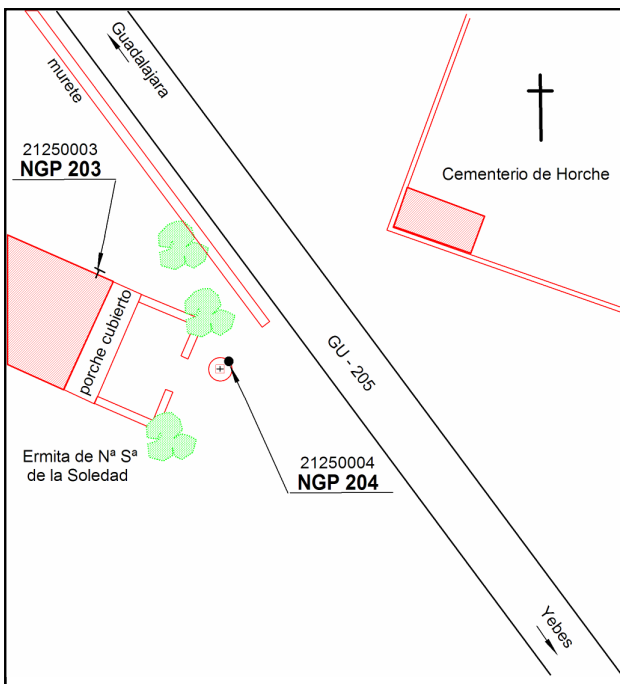 Guadalajara
murete
21250003
NGP 203
Cementerio de Horche
porche cubierto
GU - 205
Ermita de Nª Sª
de la Soledad
21250004
NGP 204
Yebes